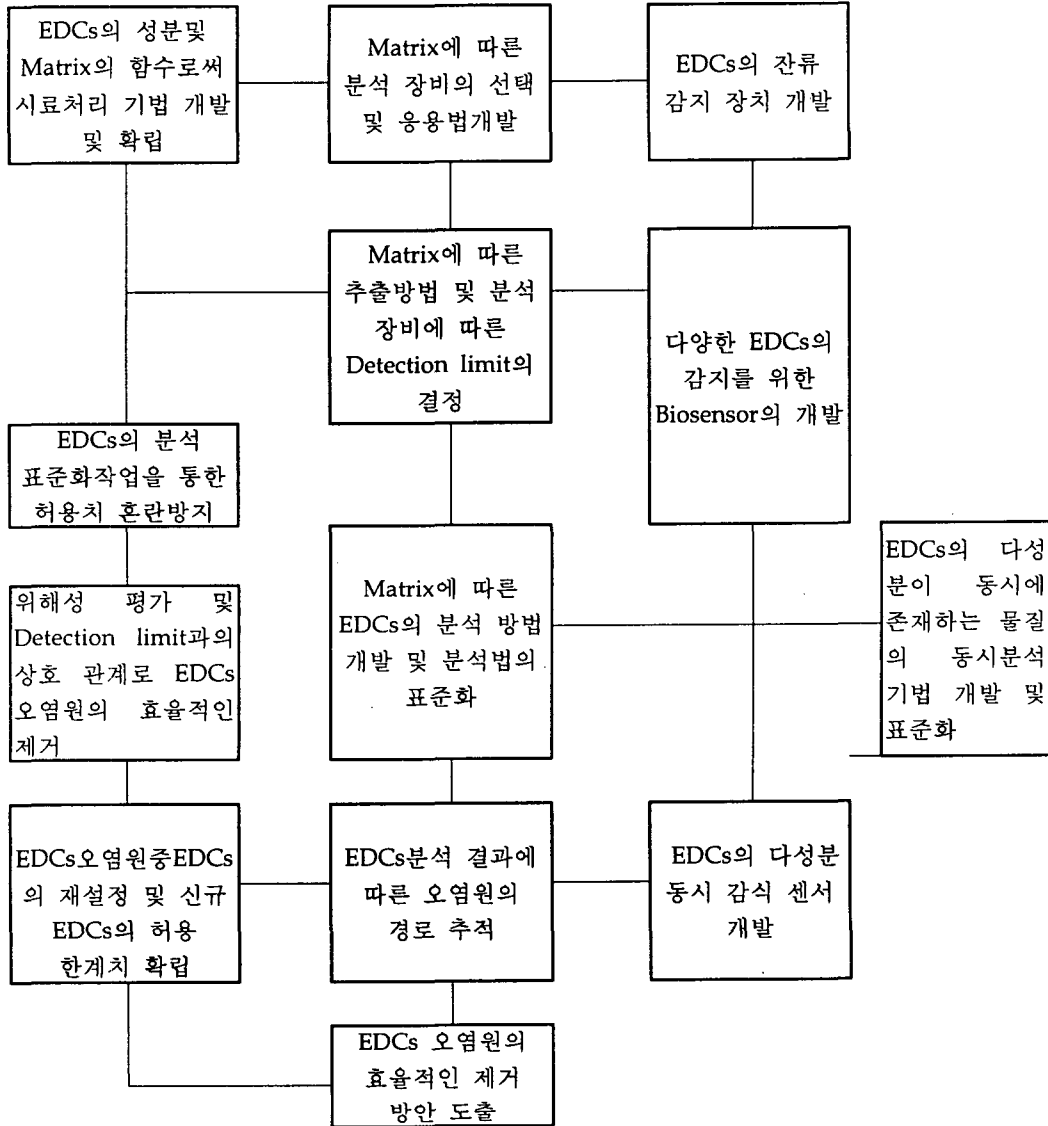 EDCs의 성분및
Matrix의 함수로써
시료처리 기법 개발
및 확립
Matrix에 따른
분석 장비의 선택
및 응용법개발
EDCs의 잔류
감지 장치 개발
Matrix에 따른
추출방법 및 분석
장비에 따른
Detection limit의
결정
다양한 EDCs의
감지를 위한
Biosensor의 개발
EDCs의 분석
표준화작업을 통한
허용치 혼란방지
Matrix에 따른
EDCs의 분석 방법
개발 및 분석법의
표준화
EDCs의 다성
분이 동시에
존재하는 물질
의 동시분석
기법 개발 및
표준화
위해성 평가 및
Detection limit과의
상호 관계로 EDCs
오염원의 효율적인
제거
EDCs오염원중EDCs
의 재설정 및 신규
EDCs의 허용
한계치 확립
EDCs분석 결과에
따른 오염원의
경로 추적
EDCs의 다성분
동시 감식 센서
개발
EDCs 오염원의
효율적인 제거
방안 도출